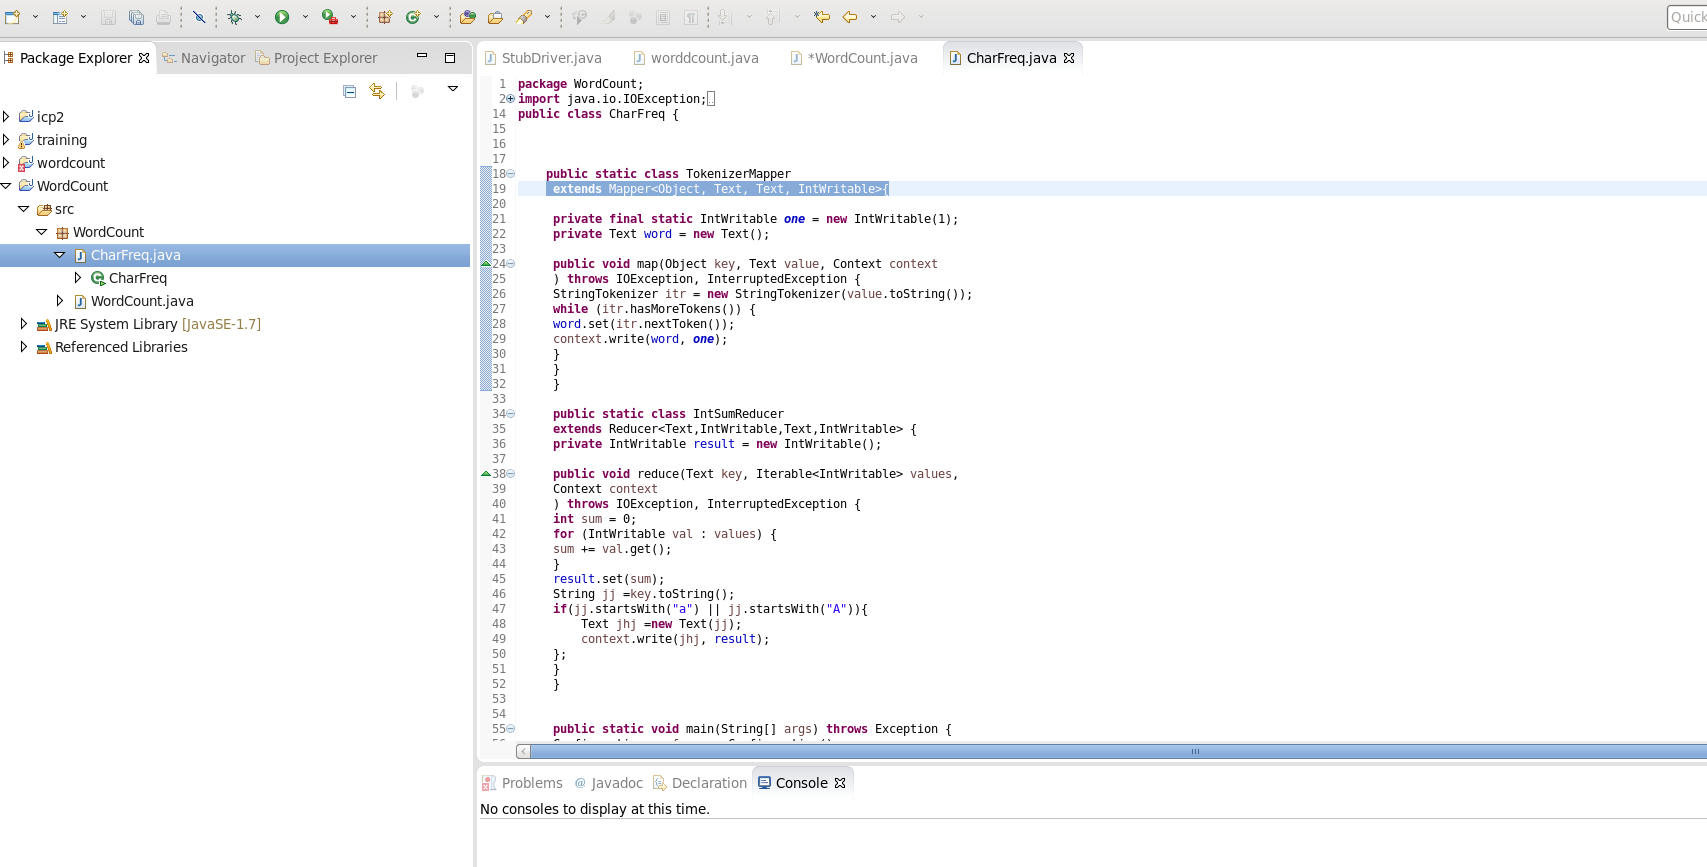 Quick
Package Explorer Navigator Project Explorer
icp2
training
wordcount
WordCount
src
WordCount
CharFreq.java
CharFreq
WordCount.java
JRE System Library [JavaSE-1.7]
Referenced Libraries
StubDriver.java worddcount.java *WordCount.java CharFreq.java
1 package WordCount;
2 import java.io.IOException;
14 public class CharFreq {
15
16
17
18 public static class TokenizerMapper
19 extends Mapper<Object, Text, Text, IntWritable>{
20
21 private final static IntWritable one = new IntWritable(1);
22 private Text word = new Text();
23
24 public void map(Object key, Text value, Context context
25 ) throws IOException, InterruptedException {
26 StringTokenizer itr = new StringTokenizer(value.toString());
27 while (itr.hasMoreTokens()) {
28 word.set(itr.nextToken());
29 context.write(word, one);
30 }
31 }
32 }
33
34 public static class IntSumReducer
35 extends Reducer<Text,IntWritable,Text,IntWritable> {
36 private IntWritable result = new IntWritable();
37
38 public void reduce(Text key, Iterable<IntWritable> values,
39 Context context
40 ) throws IOException, InterruptedException {
41 int sum = 0;
42 for (IntWritable val : values) {
43 sum += val.get();
44 }
45 result.set(sum);
46 String jj =key.toString();
47 if(jj.startsWith("a") || jj.startsWith("A")){
48 Text jhj =new Text(jj);
49 context.write(jhj, result);
50 };
51 }
52 }
53
54
55 public static void main(String[] args) throws Exception {
Problems Javadoc Declaration Console
No consoles to display at this time.